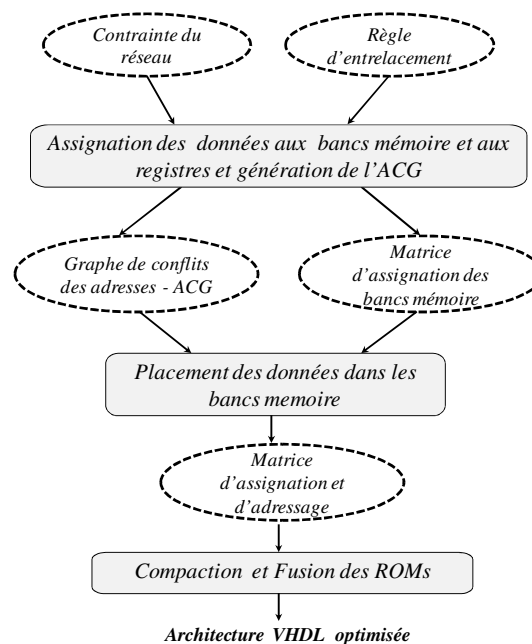 Contrainte du
réseau
Règle
d'entrelacement
Assignation des données aux bancs mémoire et aux
registres et génération de l'ACG
Graphe de conflits
des adresses - ACG
Matrice
d'assignation des
bancs mémoire
Placement des données dans les
bancs memoire
Matrice
d'assignation et
d'adressage
Compaction et Fusion des ROMs
Architecture VHDL optimisée